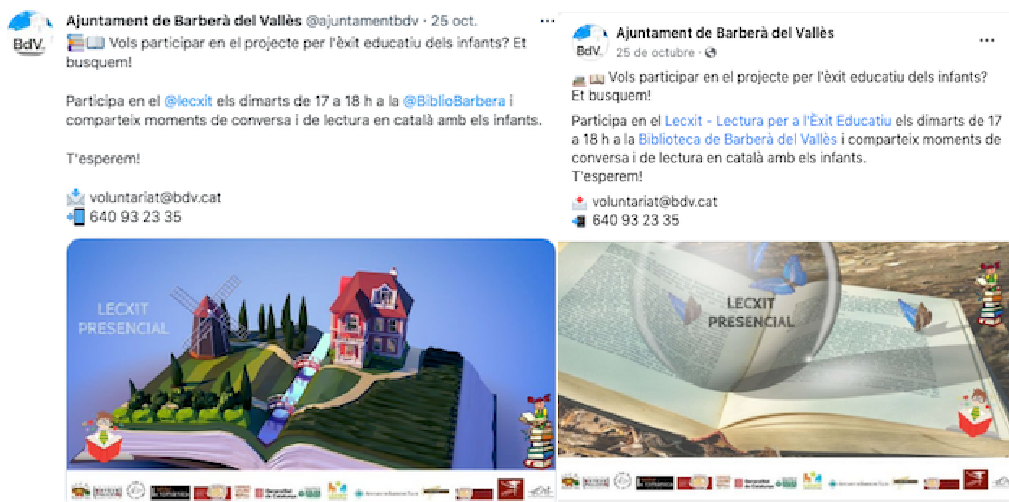 Ajuntament de Barberà del Vallès @ajuntamentbdv · 25 oct.
BdV.
Vols participar en el projecte per l'èxit educatiu dels infants? Et
busquem!
Participa en el @lecxit els dimarts de 17 a 18 h a la @BiblioBarbera i
comparteix moments de conversa i de lectura en català amb els infants.
T'esperem!
voluntariat@bdv.cat
640 93 23 35
LECXIT
PRESENCIAL
Ajuntament de Barberà del Vallès
BdV.
25 de octubre ·
Vols participar en el projecte per l'èxit educatiu dels infants?
Et busquem!
Participa en el Lecxit - Lectura per a l'Èxit Educatiu els dimarts de 17
a 18 h a la Biblioteca de Barberà del Vallès i comparteix moments de
conversa i de lectura en català amb els infants.
T'esperem!
voluntariat@bdv.cat
640 93 23 35
LECXIT
PRESENCIAL